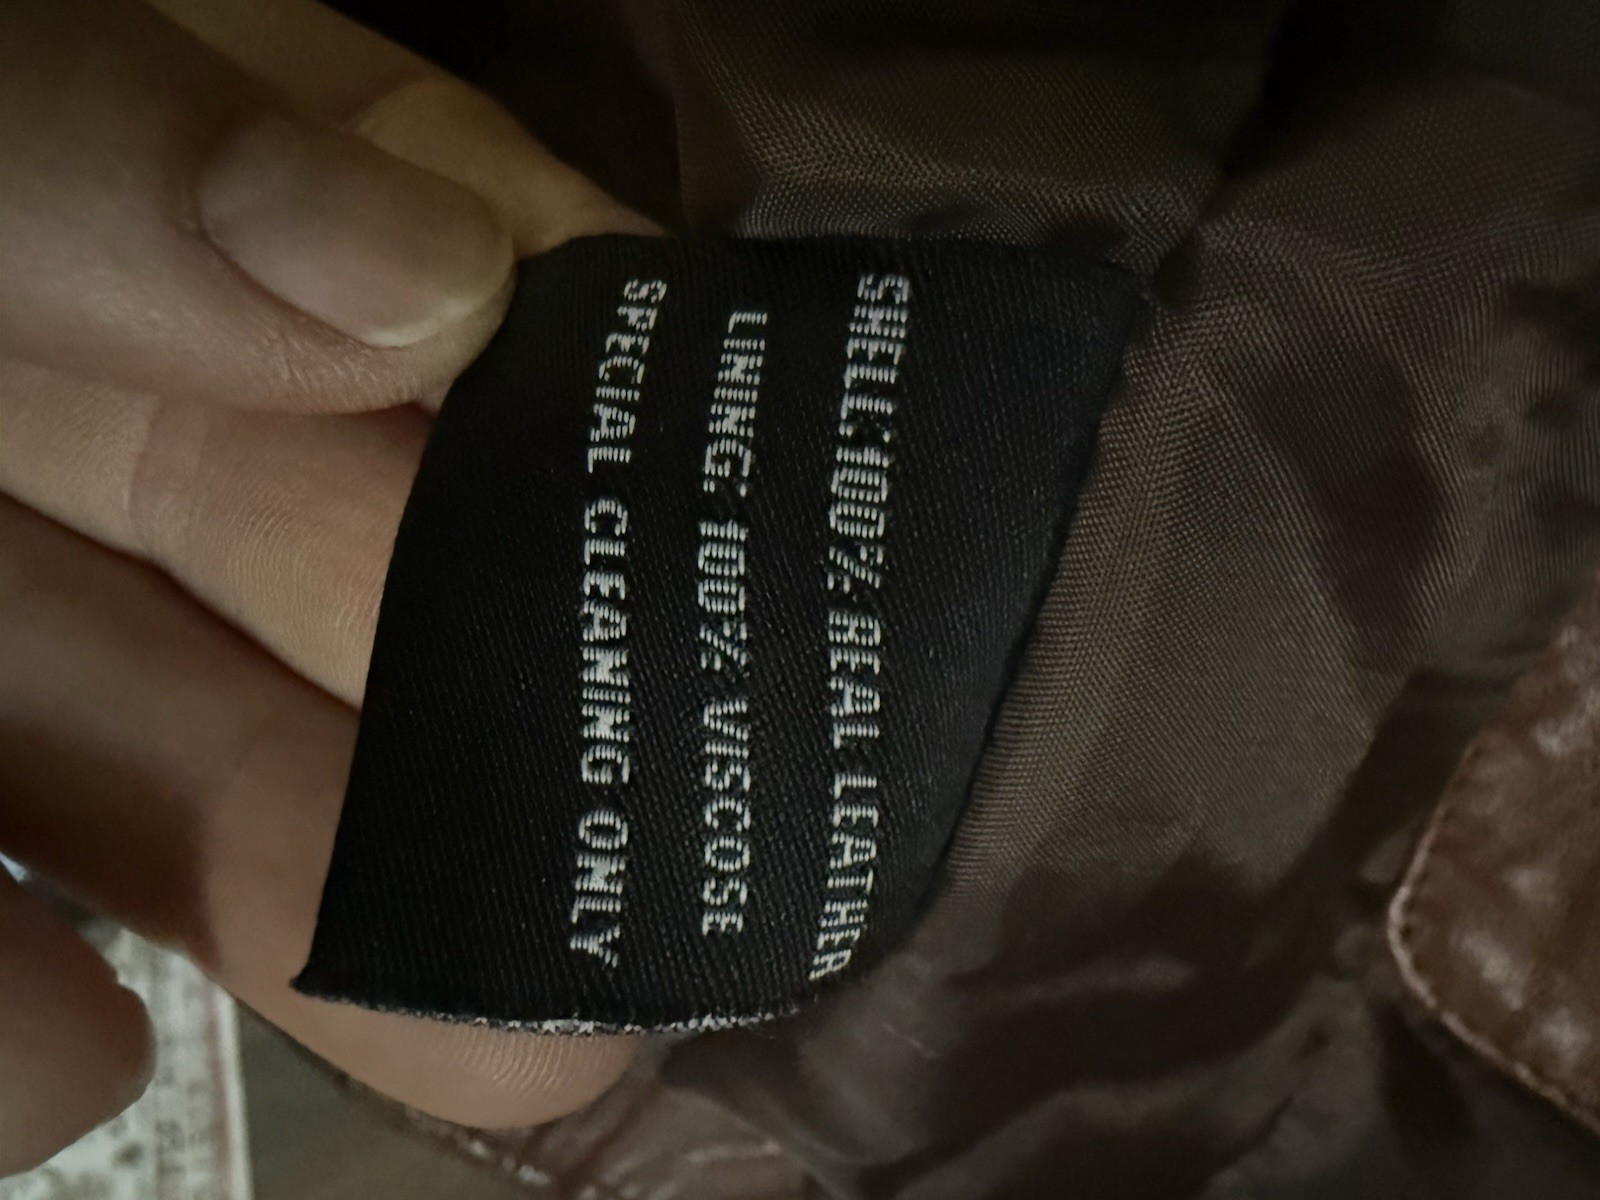 SHELL:100% REAL LEATHER
LINING: 100% VISCOSE
SPECIAL CLEANING ONLY